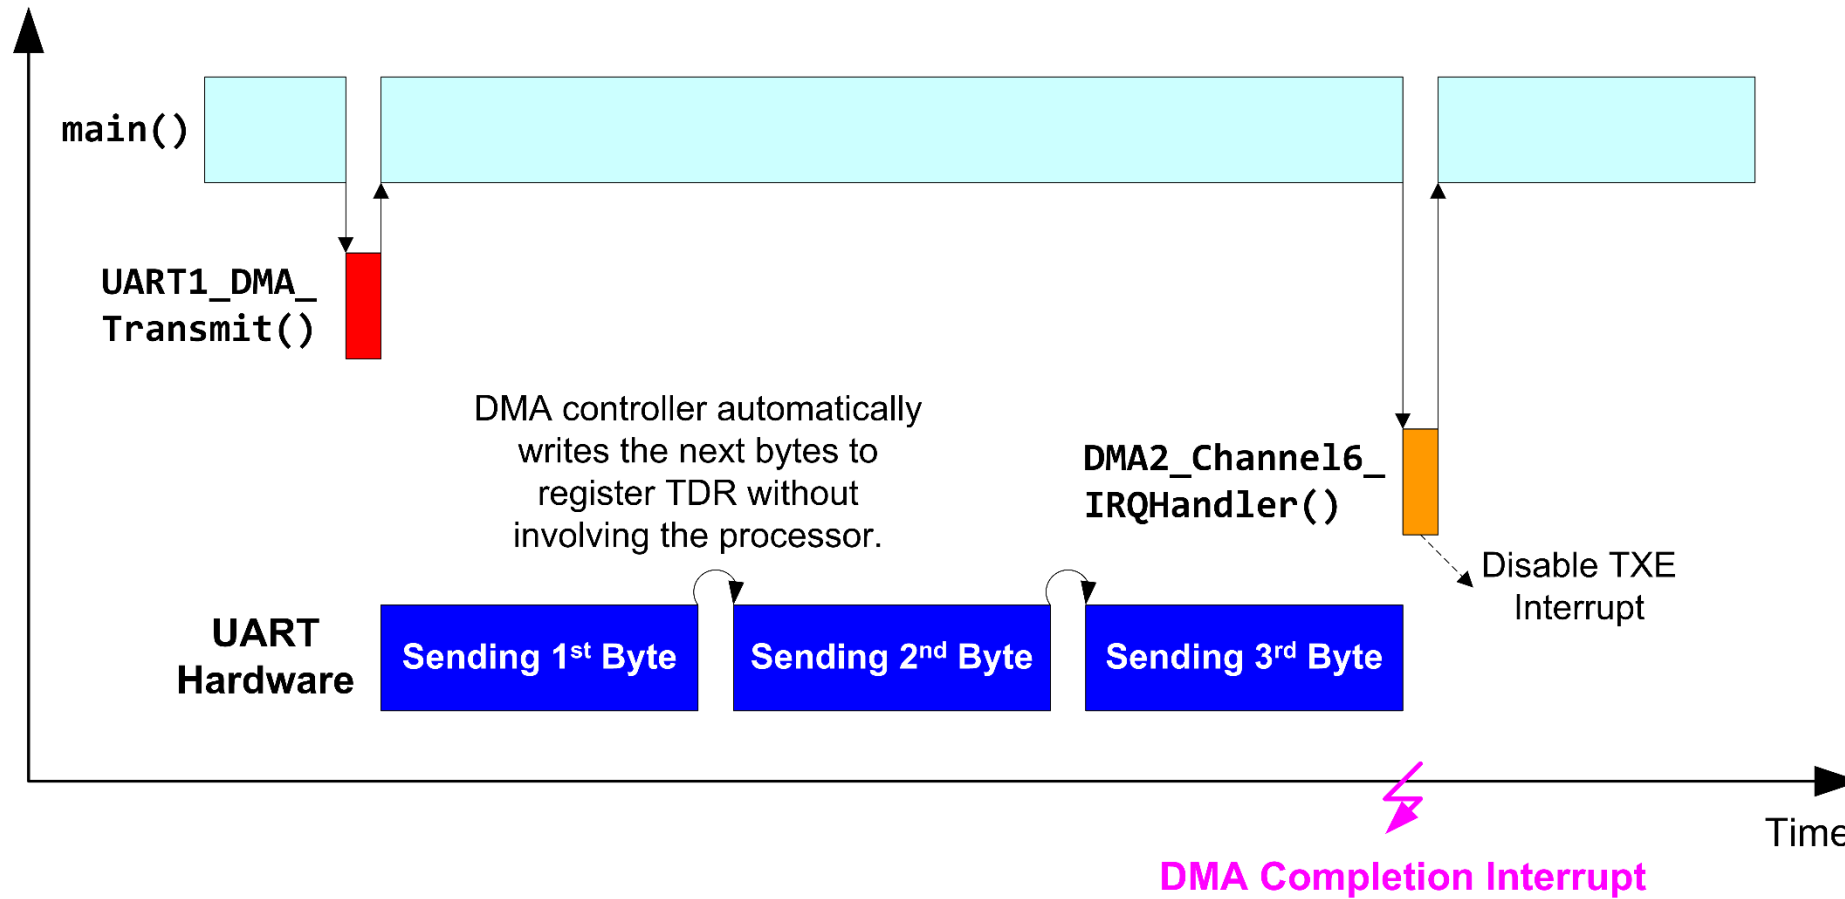 main()
UART1_DMA_
Transmit()
DMA controller automatically
writes the next bytes to
register TDR without
involving the processor.
DMA2_Channel6_
IRQHandler()
Disable TXE
Interrupt
UART
Hardware
Sending 1st Byte
Sending 2nd Byte
Sending 3rd Byte
Time
DMA Completion Interrupt